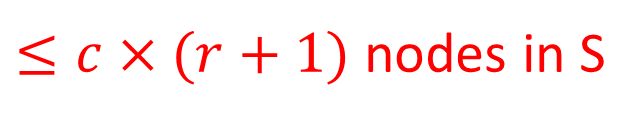 ≤ c × (r + 1) nodes in S